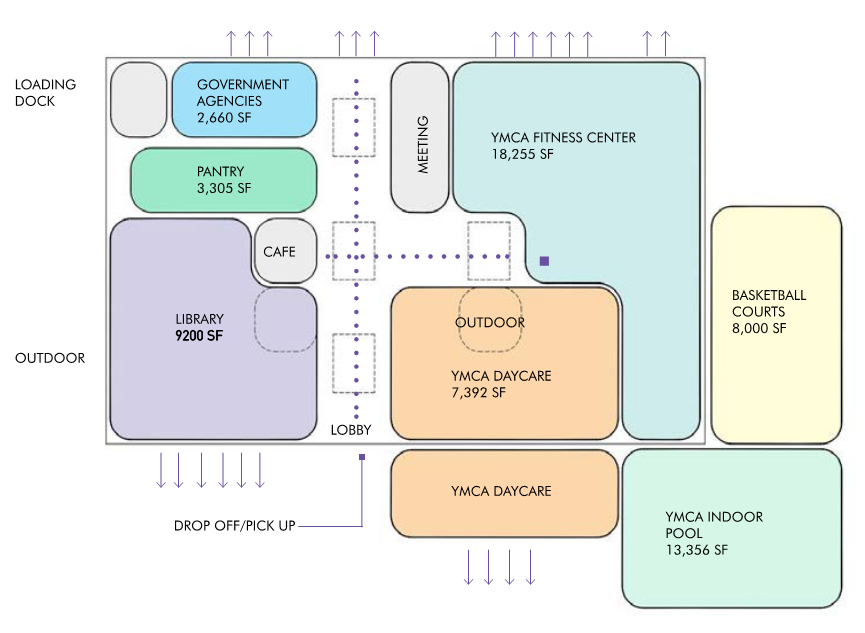 LOADING
DOCK
GOVERNMENT
AGENCIES
2,660 SF
MEETING
YMCA FITNESS CENTER
18,255 SF
PANTRY
3,305 SF
CAFE
LIBRARY
9200 SF
OUTDOOR
OUTDOOR
YMCA DAYCARE
7,392 SF
BASKETBALL
COURTS
8,000 SF
LOBBY
DROP OFF/PICK UP
YMCA DAYCARE
YMCA INDOOR
POOL
13,356 SF